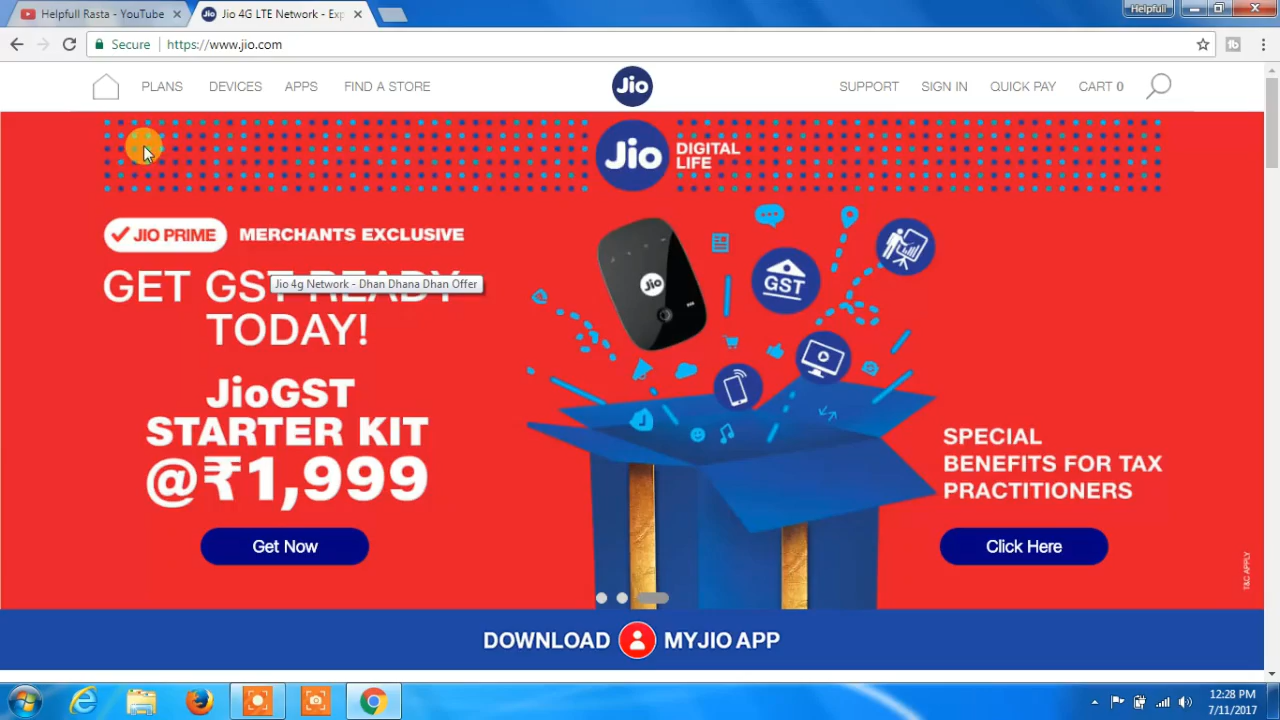 Helpfull Rasta - YouTube
Jio 4G LTE Network - Exp
Helpfull
Secure
https://www.jio.com
PLANS
DEVICES
APPS
FIND A STORE
Jio
SUPPORT
SIGN IN
QUICK PAY
CART 0
Jio
DIGITAL
LIFE
JIO PRIME
MERCHANTS EXCLUSIVE
GET GST READY
Jio 4g Network - Dhan Dhana Dhan Offer
TODAY!
JioGST
STARTER KIT
@₹1,999
Get Now
Jio
GST
SPECIAL
BENEFITS FOR TAX
PRACTITIONERS
Click Here
T&C APPLY
DOWNLOAD MYJIO APP
12:28 PM
7/11/2017